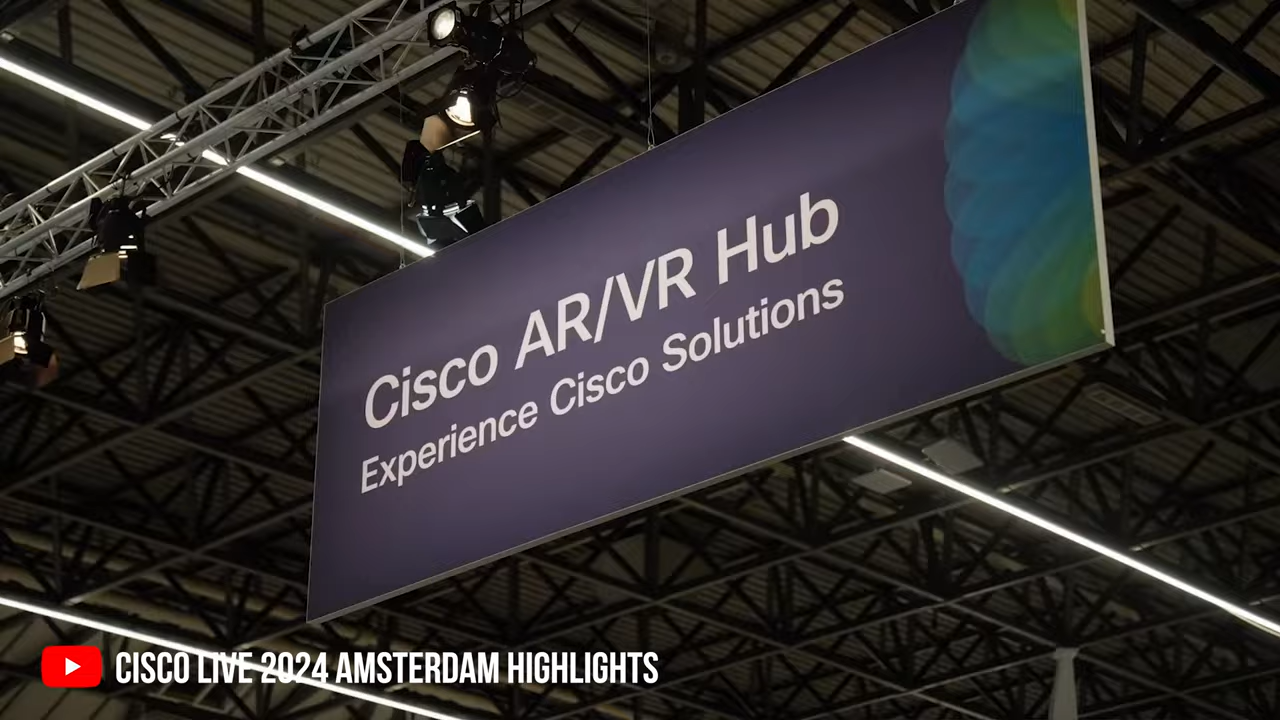 Cisco AR/VR Hub
Experience Cisco Solutions
CISCO LIVE 2024 AMSTERDAM HIGHLIGHTS